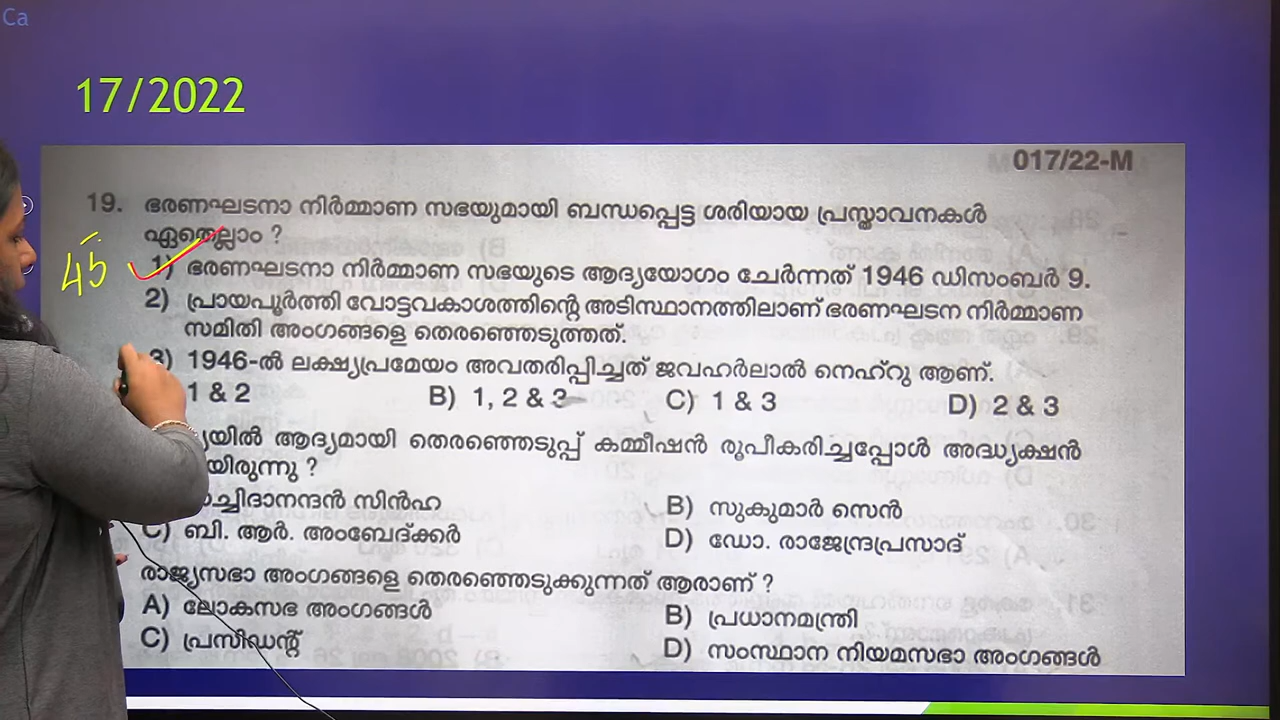 Ca
17/2022
017/22-M
19. ഭരണഘടനാ നിർമ്മാണ സഭയുമായി ബന്ധപ്പെട്ട ശരിയായ പ്രസ്താവനകൾ
ഏതെല്ലാം ?
45
1) ഭരണഘടനാ നിർമ്മാണ സഭയുടെ ആദ്യയോഗം ചേർന്നത് 1946 ഡിസംബർ 9.
2) പ്രായപൂർത്തി വോട്ടവകാശത്തിന്റെ അടിസ്ഥാനത്തിലാണ് ഭരണഘടന നിർമ്മാണ
സമിതി അംഗങ്ങളെ തെരഞ്ഞെടുത്തത്.
3) 1946-ൽ ലക്ഷ്യപ്രമേയം അവതരിപ്പിച്ചത് ജവഹർലാൽ നെഹ്റു ആണ്.
1 & 2 B) 1, 2 & 3 C) 1 & 3 D) 2 & 3
ആദ്യമായി തെരഞ്ഞെടുപ്പ് കമ്മീഷൻ രൂപീകരിച്ചപ്പോൾ അദ്ധ്യക്ഷൻ
യിരുന്നു ?
സിൻഹ B) സുകുമാർ സെൻ
C) ബി. ആർ. അംബേദ്ക്കർ D) ഡോ. രാജേന്ദ്രപ്രസാദ്
രാജ്യസഭാ അംഗങ്ങളെ തെരഞ്ഞെടുക്കുന്നത് ആരാണ് ?
A) ലോകസഭ അംഗങ്ങൾ B) പ്രധാനമന്ത്രി
C) പ്രസിഡന്റ് D) സംസ്ഥാന നിയമസഭാ അംഗങ്ങൾ